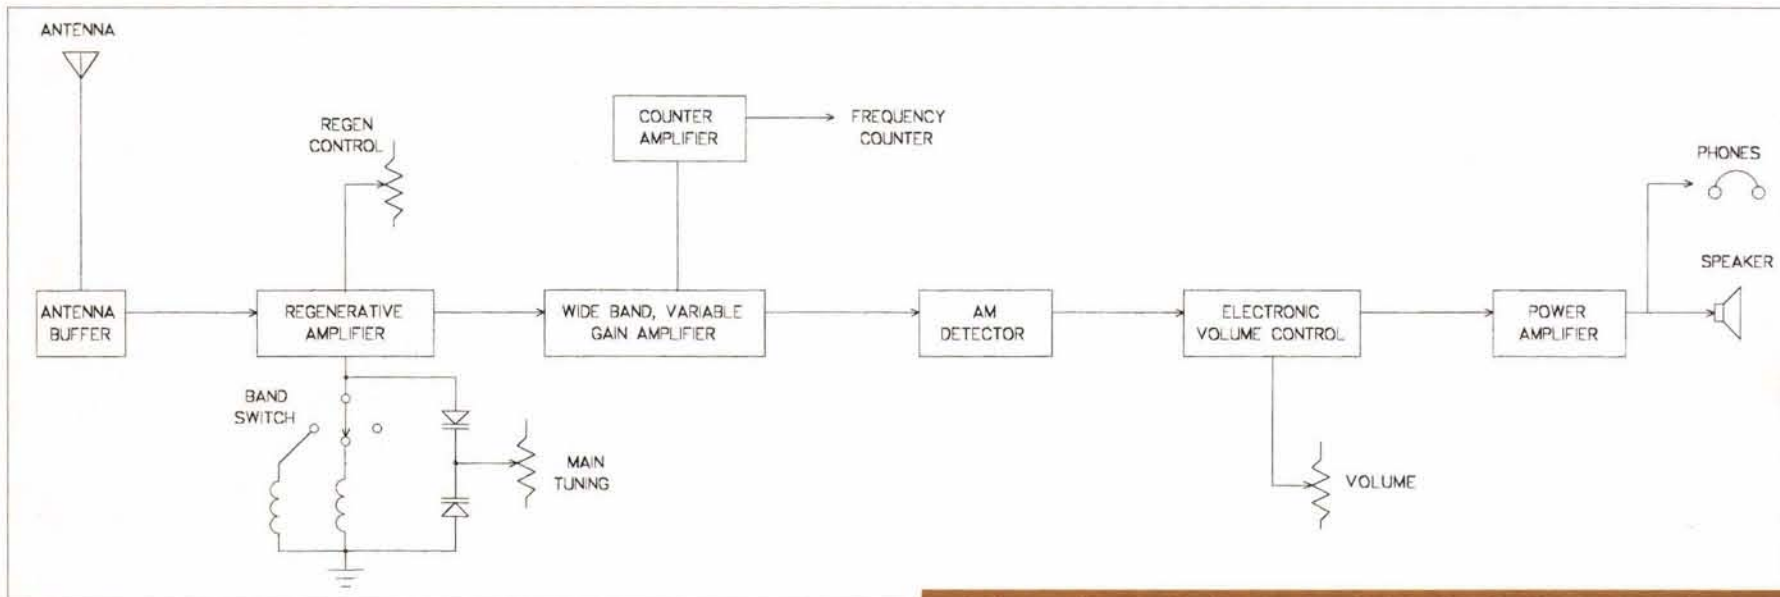 ANTENNA
REGEN
CONTROL
COUNTER
AMPLIFIER
FREQUENCY
COUNTER
PHONES
SPEAKER
ANTENNA
BUFFER
REGENERATIVE
AMPLIFIER
WIDE BAND, VARIABLE
GAIN AMPLIFIER
AM
DETECTOR
ELECTRONIC
VOLUME CONTROL
POWER
AMPLIFIER
BAND
SWITCH
MAIN
TUNING
VOLUME